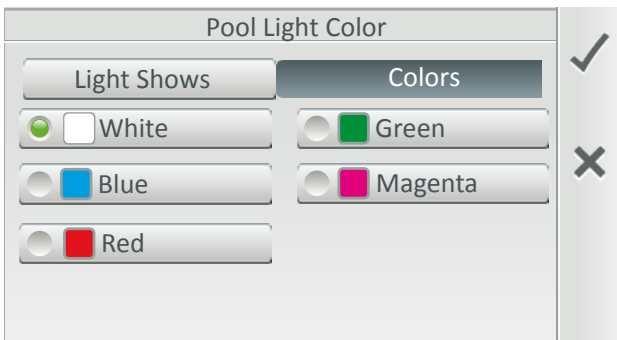 Pool Light Color
Light Shows
Colors
White
Green
Blue
Magenta
Red